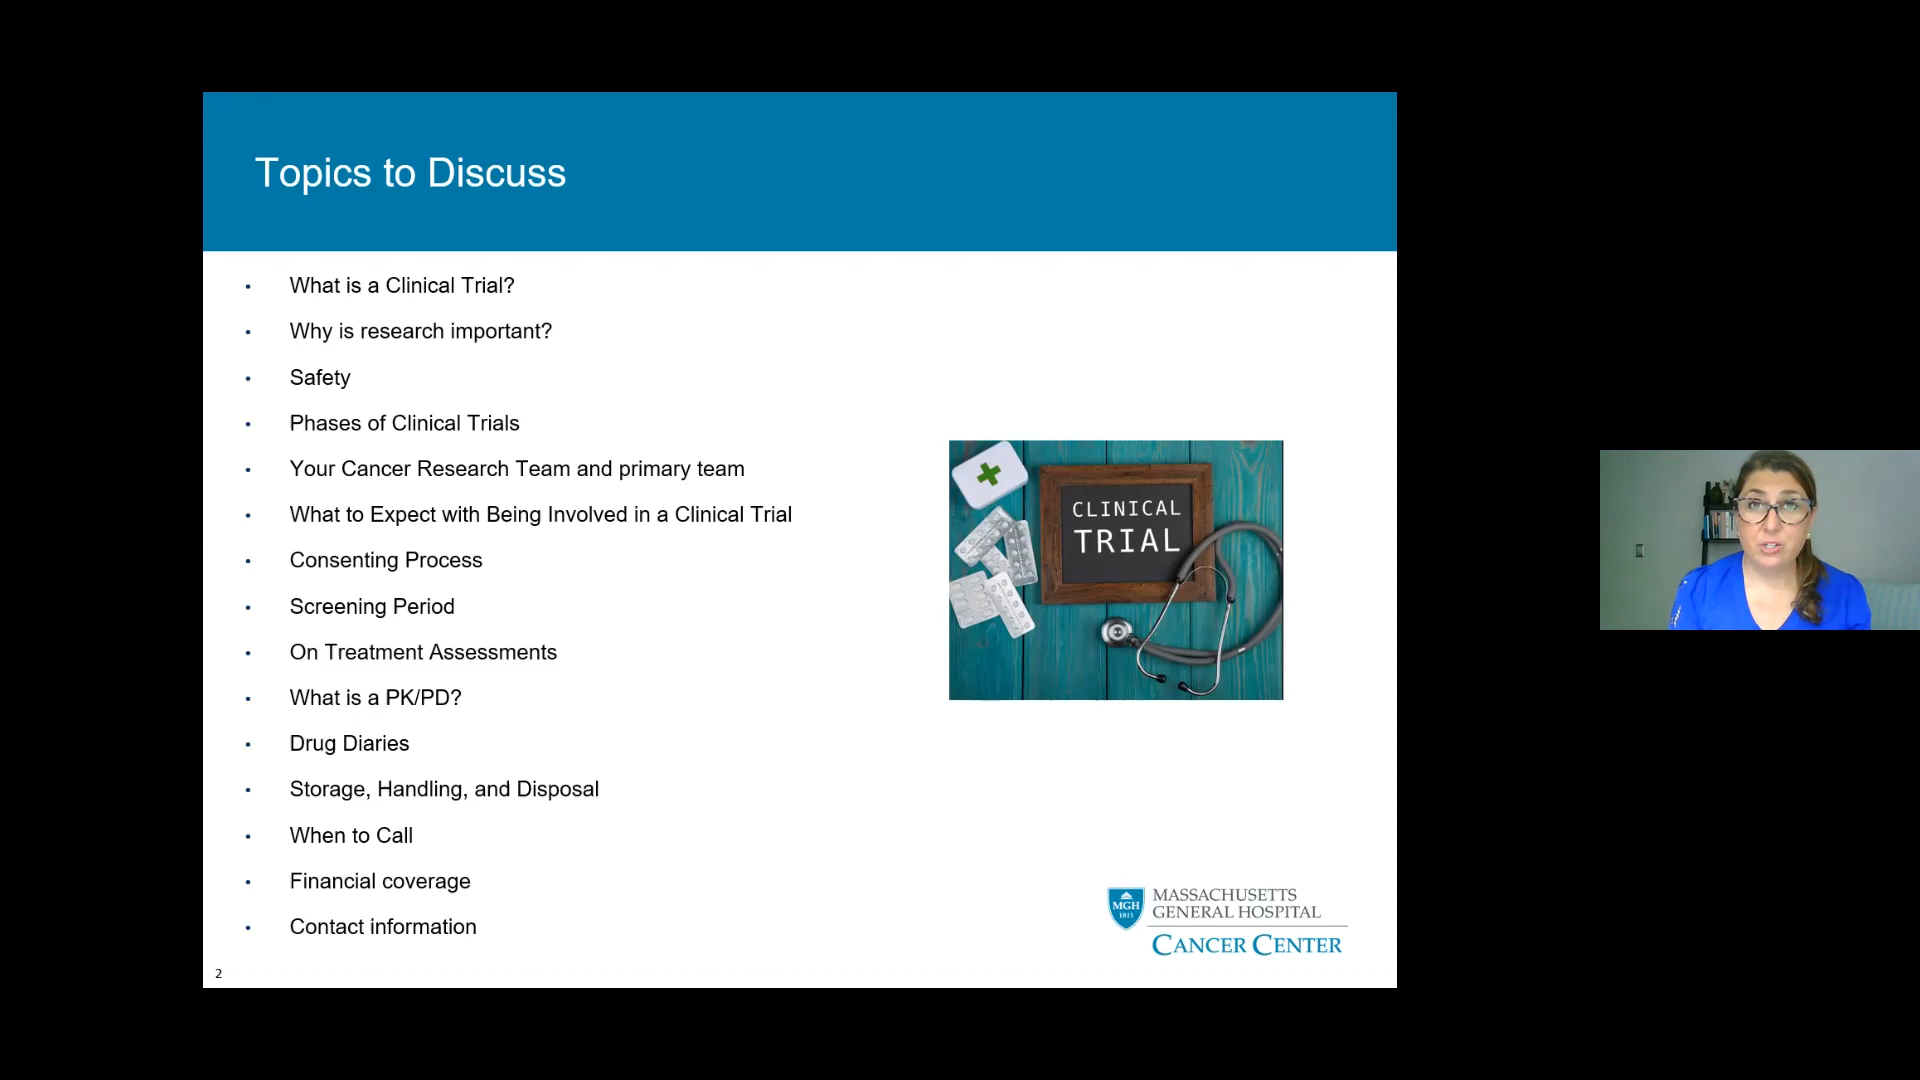 Topics to Discuss
• What is a Clinical Trial?
• Why is research important?
• Safety
• Phases of Clinical Trials
• Your Cancer Research Team and primary team
• What to Expect with Being Involved in a Clinical Trial
• Consenting Process
• Screening Period
• On Treatment Assessments
• What is a PK/PD?
• Drug Diaries
• Storage, Handling, and Disposal
• When to Call
• Financial coverage
• Contact information
CLINICAL
TRIAL
MGH
1811
MASSACHUSETTS
GENERAL HOSPITAL
CANCER CENTER
2